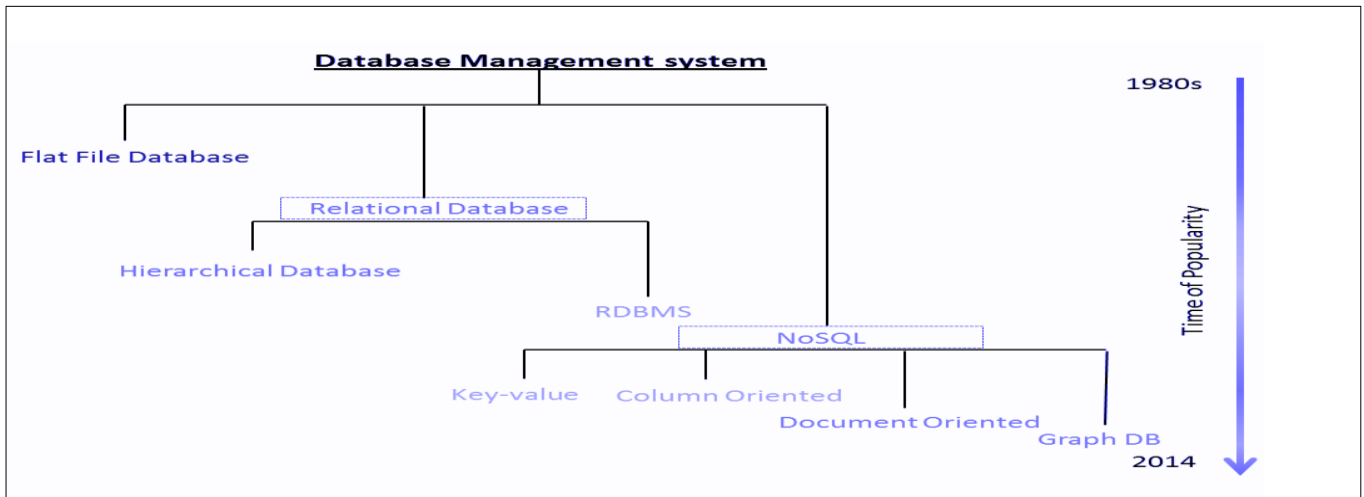 Database Management system
1980s
Flat File Database
Relational Database
Time of Popularity
Hierarchical Database
RDBMS
NoSQL
Key-value
Column Oriented
Document Oriented
Graph DB
2014